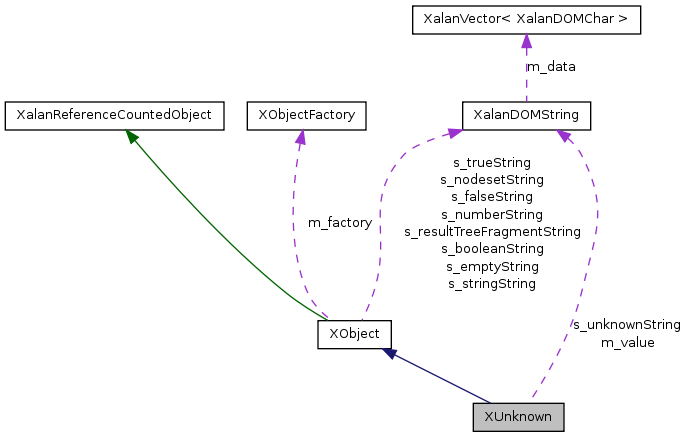 XalanVector< XalanDOMChar >
m_data
XalanReferenceCountedObject
XObjectFactory
XalanDOMString
s_trueString
s_nodesetString
s_falseString
s_numberString
s_resultTreeFragmentString
s_booleanString
s_emptyString
s_stringString
m_factory
XObject
s_unknownString
m_value
XUnknown